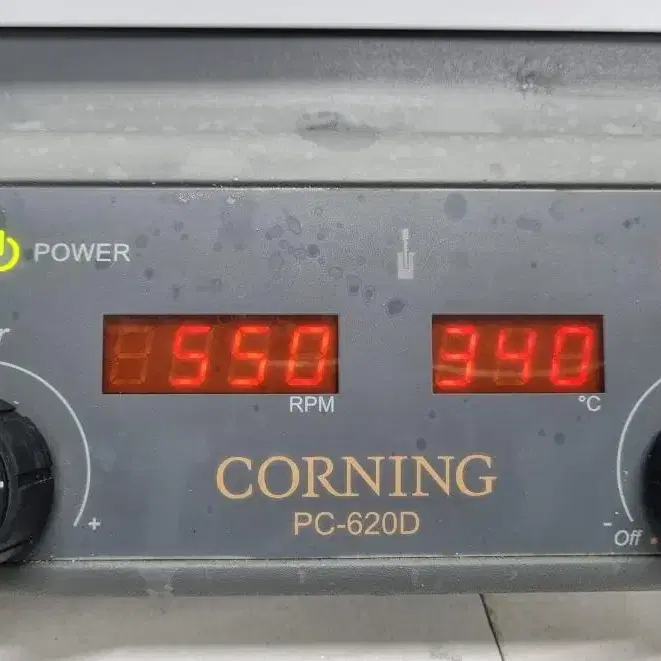 POWER
r
550
340
RPM
°C
CORNING
PC-620D
+
-
Off